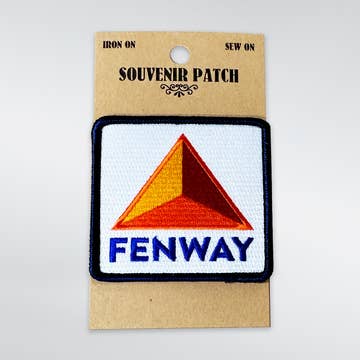 IRON ON SEW ON
SOUVENIR PATCH
FENWAY